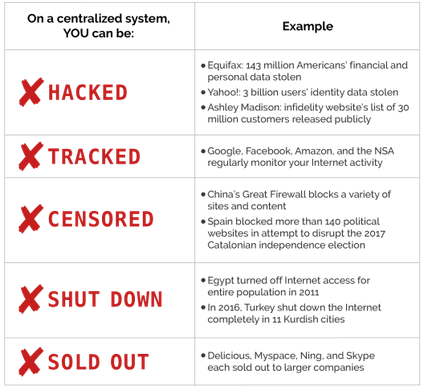 On a centralized system,
YOU can be:
Example
HACKED
• Equifax: 143 million Americans' financial and
personal data stolen
• Yahoo!: 3 billion users' identity data stolen
• Ashley Madison: infidelity website's list of 30
million customers released publicly
TRACKED
• Google, Facebook, Amazon, and the NSA
regularly monitor your Internet activity
CENSORED
• China's Great Firewall blocks a variety of
sites and content
• Spain blocked more than 140 political
websites in attempt to disrupt the 2017
Catalonian independence election
SHUT DOWN
• Egypt turned off Internet access for
entire population in 2011
• In 2016, Turkey shut down the Internet
completely in 11 Kurdish cities
SOLD OUT
• Delicious, Myspace, Ning, and Skype
each sold out to larger companies